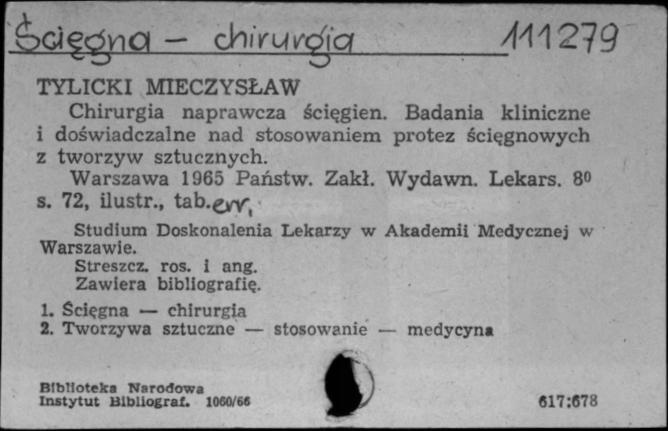 Ścięgna - chirurgia 111279
TYLICKI MIECZYSŁAW
Chirurgia naprawcza ścięgien. Badania kliniczne
i doświadczalne nad stosowaniem protez ścięgnowych
z tworzyw sztucznych.
Warszawa 1965 Państw. Zakł. Wydawn. Lekars. 8⁰
s. 72, ilustr., tab. err.
Studium Doskonalenia Lekarzy w Akademii Medycznej w
Warszawie.
Streszcz. ros. i ang.
Zawiera bibliografię.
1. Ścięgna — chirurgia
2. Tworzywa sztuczne — stosowanie — medycyna
Biblioteka Narodowa
Instytut Bibliograf. 1060/66 617:678